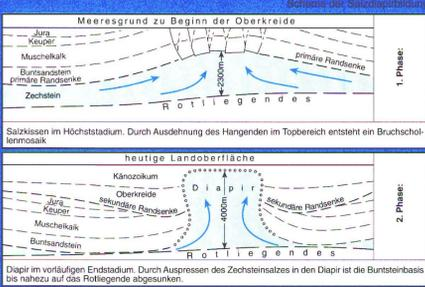 Schema der Salzdiapirbildung
Meeresgrund zu Beginn der Oberkreide
Jura
Keuper
Muschelkalk
Buntsandstein
primäre Randsenke
Zechstein
2300m
primäre Randsenke
Rotliegendes
1. Phase:
Salzkissen im Höchststadium. Durch Ausdehnung des Hangenden im Topbereich entsteht ein Bruchschol-
lenmosaik
heutige Landoberfläche
Känozoikum
Oberkreide
Jura
sekundäre Randsenke
Keuper
Muschelkalk
Buntsandstein
Diapir
4000m
sekundäre Randsenke
Rotliegendes
2. Phase:
Diapir im vorläufigen Endstadium. Durch Auspressen des Zechsteinsalzes in den Diapir ist die Buntsteinbasis
bis nahezu auf das Rotliegende abgesunken.